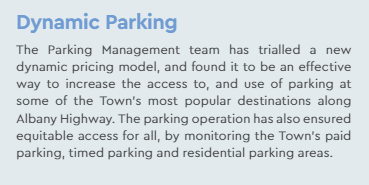 Dynamic Parking
The Parking Management team has trialled a new
dynamic pricing model, and found it to be an effective
way to increase the access to, and use of parking at
some of the Town's most popular destinations along
Albany Highway. The parking operation has also ensured
equitable access for all, by monitoring the Town's paid
parking, timed parking and residential parking areas.